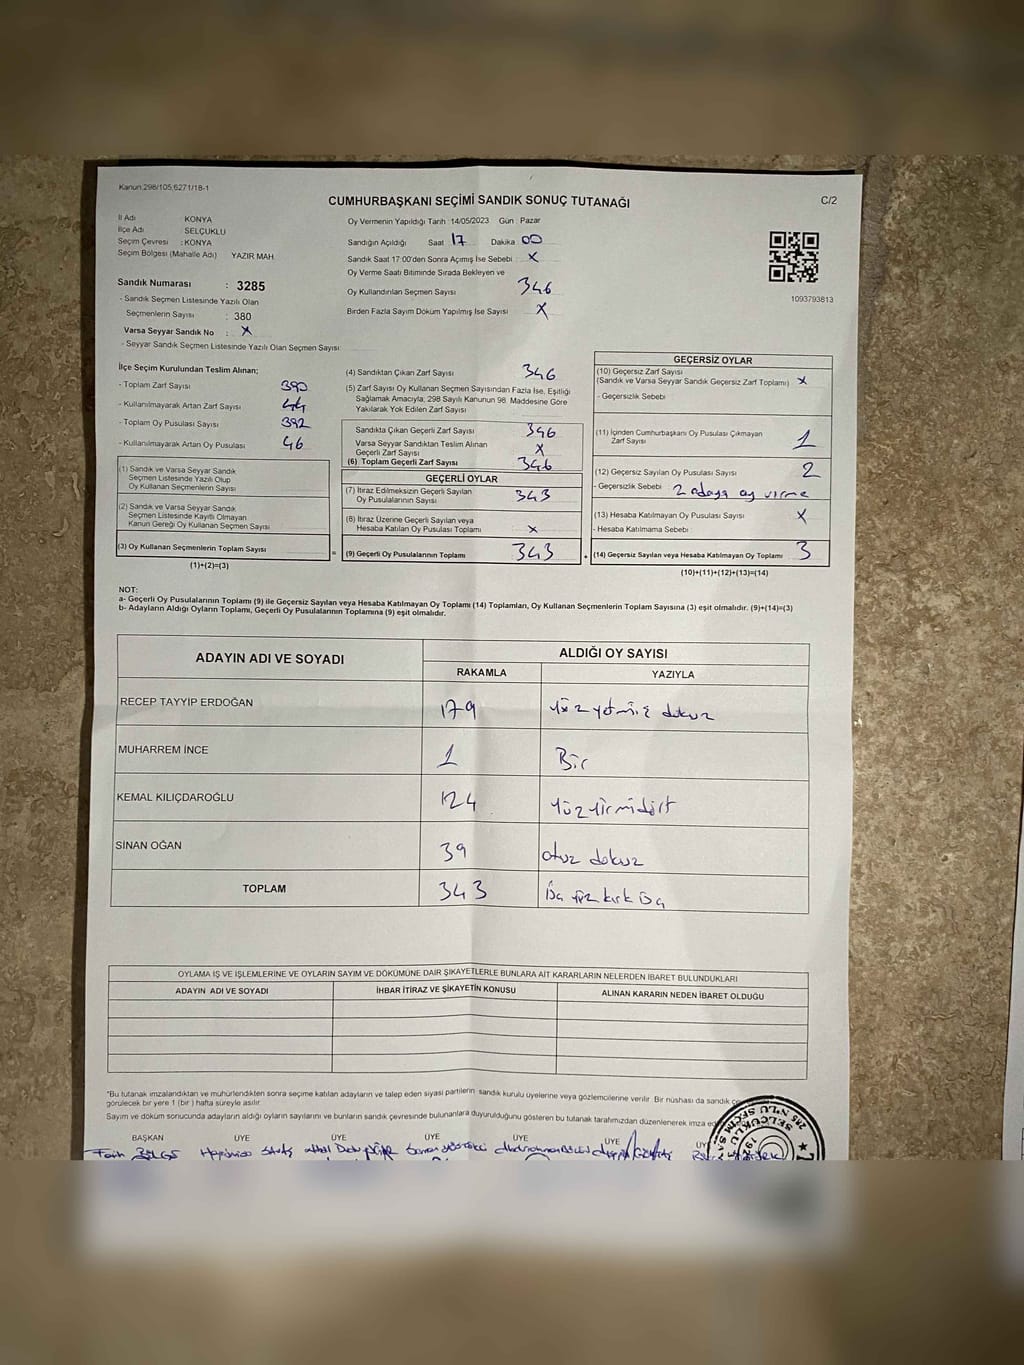 Kanun.298/105,6271/18-1
CUMHURBAŞKANI SEÇİMİ SANDIK SONUÇ TUTANAĞI
C/2
İl Adı KONYA
İlçe Adı SELÇUKLU
Seçim Çevresi : KONYA
Seçim Bölgesi (Mahalle Adı) YAZIR MAH.
Sandık Numarası : 3285
- Sandık Seçmen Listesinde Yazılı Olan
Seçmenlerin Sayısı : 380
Varsa Seyyar Sandık No : X
- Seyyar Sandık Seçmen Listesinde Yazılı Olan Seçmen Sayısı
Oy Vermenin Yapıldığı Tarih :14/05/2023 Gün : Pazar
Sandığın Açıldığı Saat 17 Dakika 00
Sandık Saat 17:00'den Sonra Açımış İse Sebebi : X
Oy Verme Saati Bitiminde Sırada Bekleyen ve
Oy Kullandırılan Seçmen Sayısı 346
Birden Fazla Sayım Döküm Yapılmış İse Sayısı X
1093793813
İlçe Seçim Kurulundan Teslim Alınan;
- Toplam Zarf Sayısı 390
- Kullanılmayarak Artan Zarf Sayısı 44
- Toplam Oy Pusulası Sayısı 392
- Kullanılmayarak Artan Oy Pusulası 46
(1) Sandık ve Varsa Seyyar Sandık
Seçmen Listesinde Yazılı Olup
Oy Kullanan Seçmenlerin Sayısı
(2) Sandık ve Varsa Seyyar Sandık
Seçmen Listesinde Kayıtlı Olmayan
Kanun Gereği Oy Kullanan Seçmen Sayısı
(3) Oy Kullanan Seçmenlerin Toplam Sayısı =
(1)+(2)=(3)
(4) Sandıktan Çıkan Zarf Sayısı 346
(5) Zarf Sayısı Oy Kullanan Seçmen Sayısından Fazla İse, Eşitliği
Sağlamak Amacıyla; 298 Sayılı Kanunun 98. Maddesine Göre
Yakılarak Yok Edilen Zarf Sayısı
Sandıkta Çıkan Geçerli Zarf Sayısı 346
Varsa Seyyar Sandıktan Teslim Alınan
Geçerli Zarf Sayısı X
(6) Toplam Geçerli Zarf Sayısı 346
GEÇERLİ OYLAR
(7) İtiraz Edilmeksizin Geçerli Sayılan
Oy Pusulalarının Sayısı 343
(8) İtiraz Üzerine Geçerli Sayılan veya
Hesaba Katılan Oy Pusulası Toplamı X
(9) Geçerli Oy Pusulalarının Toplamı 343 +
GEÇERSİZ OYLAR
(10) Geçersiz Zarf Sayısı
(Sandık ve Varsa Seyyar Sandık Geçersiz Zarf Toplamı) X
- Geçersizlik Sebebi
(11) İçinden Cumhurbaşkanı Oy Pusulası Çıkmayan
Zarf Sayısı 1
(12) Geçersiz Sayılan Oy Pusulası Sayısı 2
- Geçersizlik Sebebi : 2 adaya oy verme
(13) Hesaba Katılmayan Oy Pusulası Sayısı X
- Hesaba Katılmama Sebebi :
(14) Geçersiz Sayılan veya Hesaba Katılmayan Oy Toplamı 3
(10)+(11)+(12)+(13)=(14)
NOT:
a- Geçerli Oy Pusulalarının Toplamı (9) ile Geçersiz Sayılan veya Hesaba Katılmayan Oy Toplamı (14) Toplamları, Oy Kullanan Seçmenlerin Toplam Sayısına (3) eşit olmalıdır. (9)+(14)=(3)
b- Adayların Aldığı Oyların Toplamı, Geçerli Oy Pusulalarının Toplamına (9) eşit olmalıdır.
ADAYIN ADI VE SOYADI
ALDIĞI OY SAYISI
RAKAMLA YAZIYLA
RECEP TAYYİP ERDOĞAN 179 Yüz yetmiş dokuz
MUHARREM İNCE 1 Bir
KEMAL KILIÇDAROĞLU 124 Yüzyirmidört
SİNAN OĞAN 39 otuz dokuz
TOPLAM 343 Üç yüz kırk üç
OYLAMA İŞ VE İŞLEMLERİNE VE OYLARIN SAYIM VE DÖKÜMÜNE DAİR ŞİKAYETLERLE BUNLARA AİT KARARLARIN NELERDEN İBARET BULUNDUKLARI
ADAYIN ADI VE SOYADI İHBAR İTİRAZ VE ŞİKAYETİN KONUSU ALINAN KARARIN NEDEN İBARET OLDUĞU
*Bu tutanak imzalandıktan ve mühürlendikten sonra seçime katılan adayların ve talep eden siyasi partilerin sandık kurulu üyelerine veya gözlemcilerine verilir. Bir nüshası da sandık
görülecek bir yere 1 (bir) hafta süreyle asılır.
Sayım ve döküm sonucunda adayların aldığı oyların sayılarını ve bunların sandık çevresinde bulunanlara duyurulduğunu gösteren bu tutanak tarafımızdan düzenlenerek imza
BAŞKAN ÜYE ÜYE ÜYE ÜYE ÜYE
Fatih BİLGE